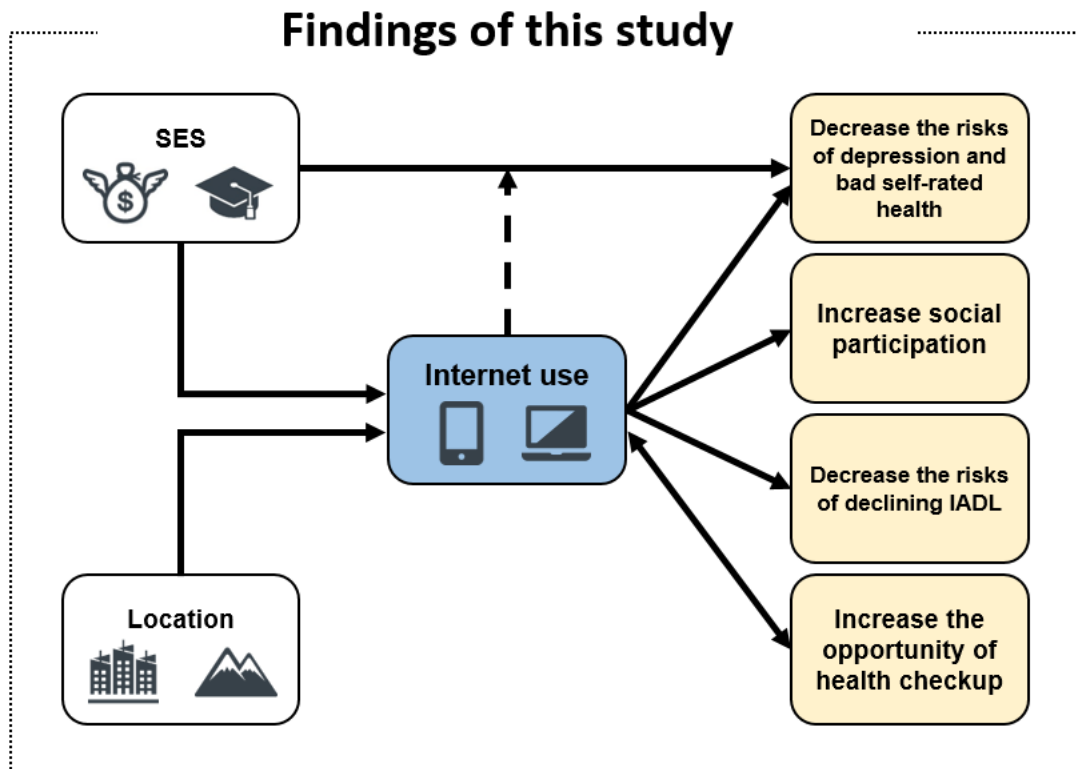 Findings of this study
SES
$
Decrease the risks
of depression and
bad self-rated
health
Increase social
participation
Internet use
Decrease the risks
of declining IADL
Location
Increase the
opportunity of
health checkup